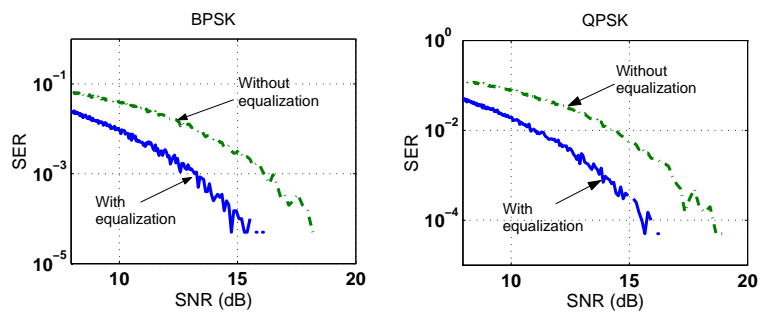 BPSK
10^−1
10^−3
10^−5
SER
Without
equalization
With
equalization
10
15
20
SNR (dB)
QPSK
10^0
10^−2
10^−4
SER
Without
equalization
With
equalization
10
15
20
SNR (dB)